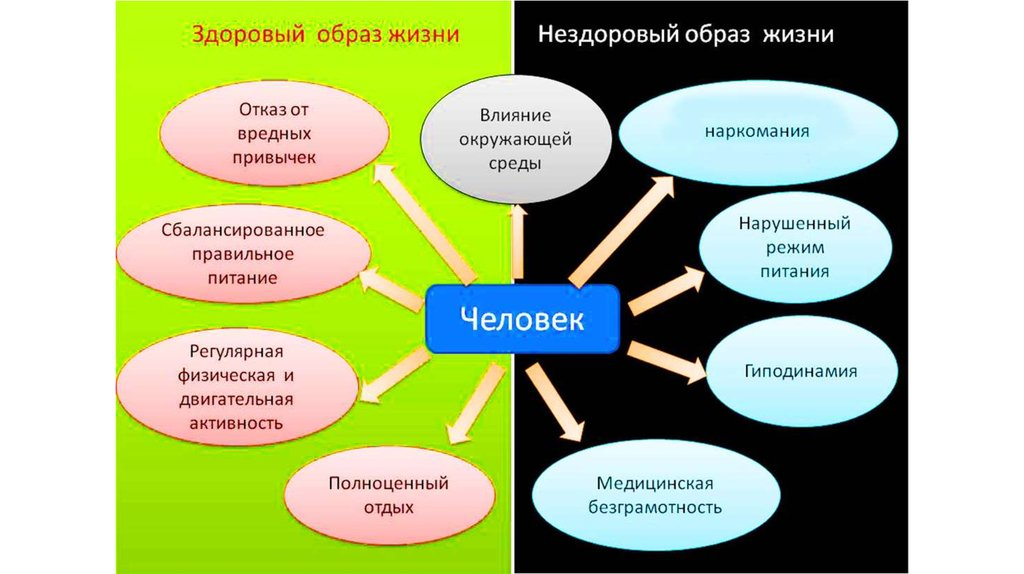 Здоровый образ жизни
Нездоровый образ жизни
Отказ от
вредных
привычек
Влияние
окружающей
среды
наркомания
Сбалансированное
правильное
питание
Нарушенный
режим
питания
Человек
Регулярная
физическая и
двигательная
активность
Гиподинамия
Полноценный
отдых
Медицинская
безграмотность